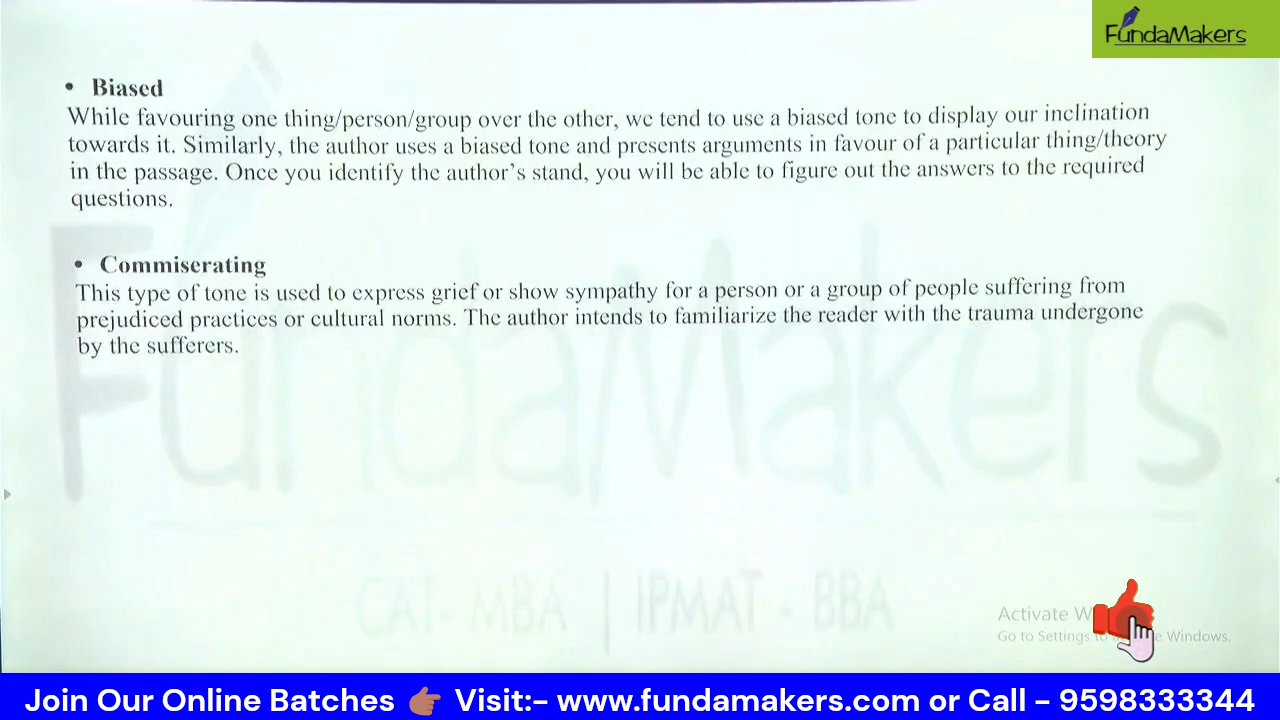 FundaMakers
• Biased
While favouring one thing/person/group over the other, we tend to use a biased tone to display our inclination
towards it. Similarly, the author uses a biased tone and presents arguments in favour of a particular thing/theory
in the passage. Once you identify the author's stand, you will be able to figure out the answers to the required
questions.
• Commiserating
This type of tone is used to express grief or show sympathy for a person or a group of people suffering from
prejudiced practices or cultural norms. The author intends to familiarize the reader with the trauma undergone
by the sufferers.
FundaMakers
CAT - MBA | IPMAT - BBA
Activate W
Go to Settings to e Windows.
Join Our Online Batches 👉🏽 Visit:- www.fundamakers.com or Call - 9598333344